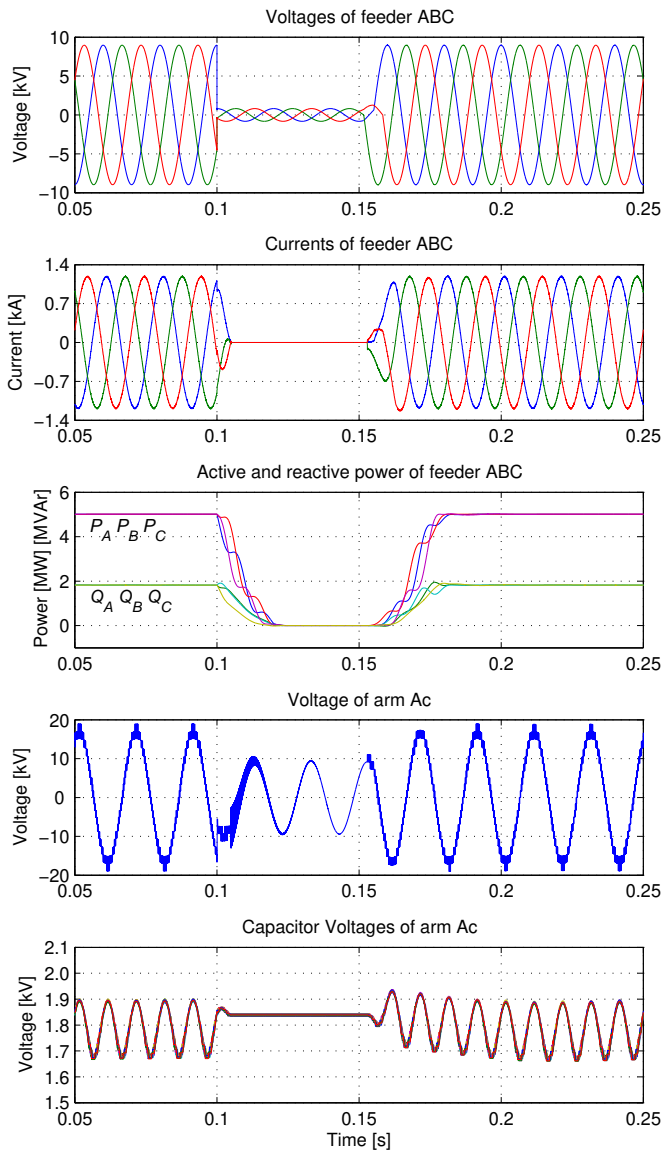 Voltages of feeder ABC
Voltage [kV]
10
5
0
−5
−10
0.05 0.1 0.15 0.2 0.25
Currents of feeder ABC
Current [kA]
1.4
0.7
0
−0.7
−1.4
0.05 0.1 0.15 0.2 0.25
Active and reactive power of feeder ABC
Power [MW] [MVAr]
6
4
2
0
P_A P_B P_C
Q_A Q_B Q_C
0.05 0.1 0.15 0.2 0.25
Voltage of arm Ac
Voltage [kV]
20
10
0
−10
−20
0.05 0.1 0.15 0.2 0.25
Capacitor Voltages of arm Ac
Voltage [kV]
2.1
2.0
1.9
1.8
1.7
1.6
1.5
0.05 0.1 0.15 0.2 0.25
Time [s]